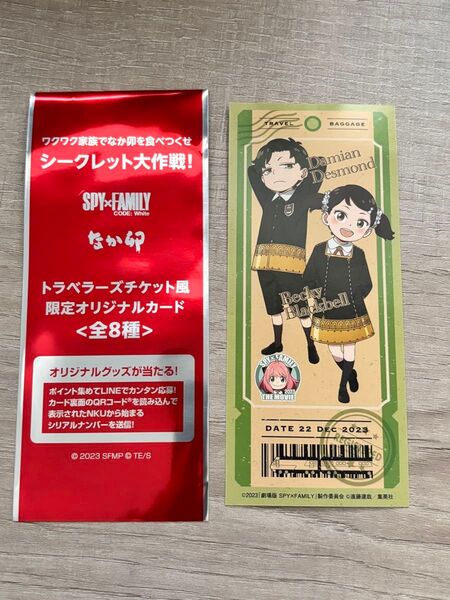 ワクワク家族でなか卯を食べつくせ
シークレット大作戦!
SPY×FAMILY
CODE: White
なか卯
トラベラーズチケット風
限定オリジナルカード
<全8種>
オリジナルグッズが当たる!
ポイント集めてLINEでカンタン応募!
カード裏面のQRコード®を読み込んで
表示されたNKUから始まる
シリアルナンバーを送信!
©2023 SFMP © TE/S
TRAVEL BAGGAGE
Damian
Desmond
Becky
Blackbell
SPY×FAMILY
2023
THE MOVIE
DATE 22 DEC 2023
REGISTERED
©2023「劇場版 SPY×FAMILY」製作委員会 ©遠藤達哉/集英社